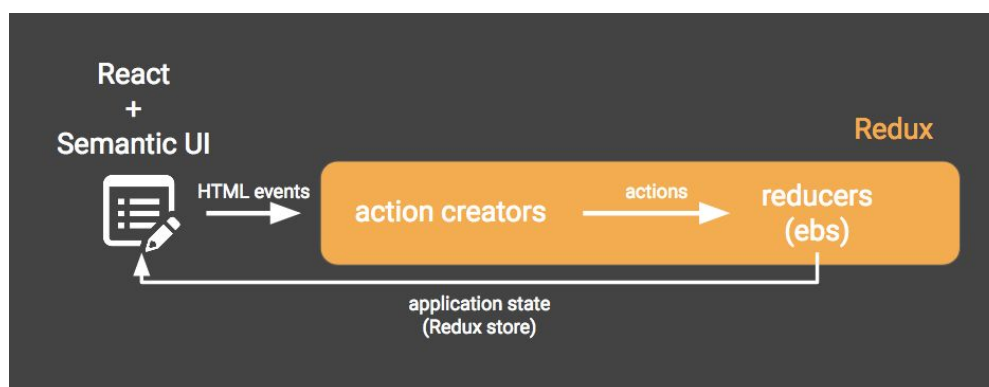 React
+
Semantic UI
Redux
HTML events
action creators
actions
reducers
(ebs)
application state
(Redux store)